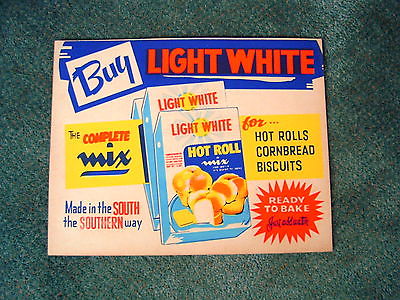 Buy
LIGHT WHITE
THE COMPLETE
mix
Made in the SOUTH
the SOUTHERN way
LIGHT WHITE
LIGHT WHITE
HOT ROLL
mix
for...
HOT ROLLS
CORNBREAD
BISCUITS
READY
TO BAKE